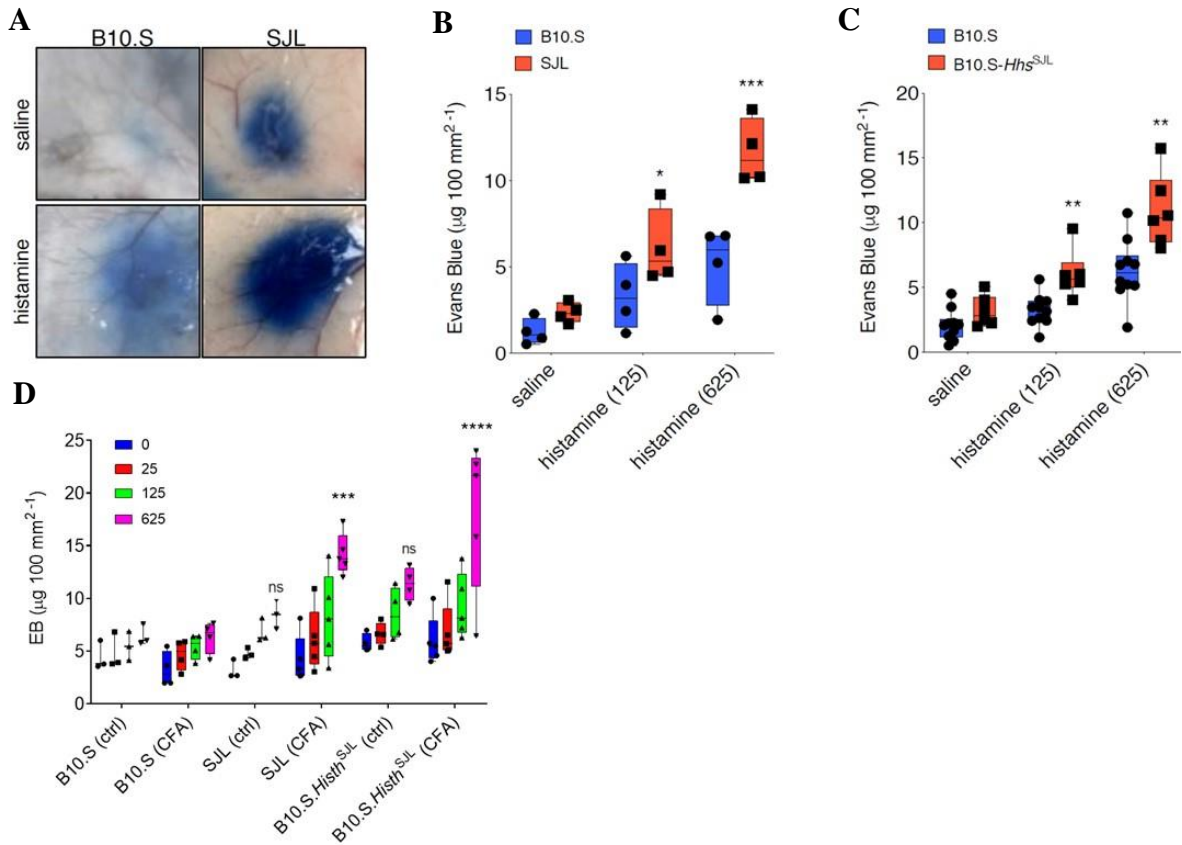 A
B10.S
SJL
saline
histamine
B
B10.S
SJL
Evans Blue (µg 100 mm²⁻¹)
15
10
5
0
*
***
saline
histamine (125)
histamine (625)
C
B10.S
B10.S-HhsSJL
Evans Blue (µg 100 mm²⁻¹)
20
15
10
5
0
**
**
saline
histamine (125)
histamine (625)
D
0
25
125
625
EB (µg 100 mm²⁻¹)
25
20
15
10
5
0
ns
***
ns
****
B10.S (ctrl)
B10.S (CFA)
SJL (ctrl)
SJL (CFA)
B10.S.HisthSJL (ctrl)
B10.S.HisthSJL (CFA)